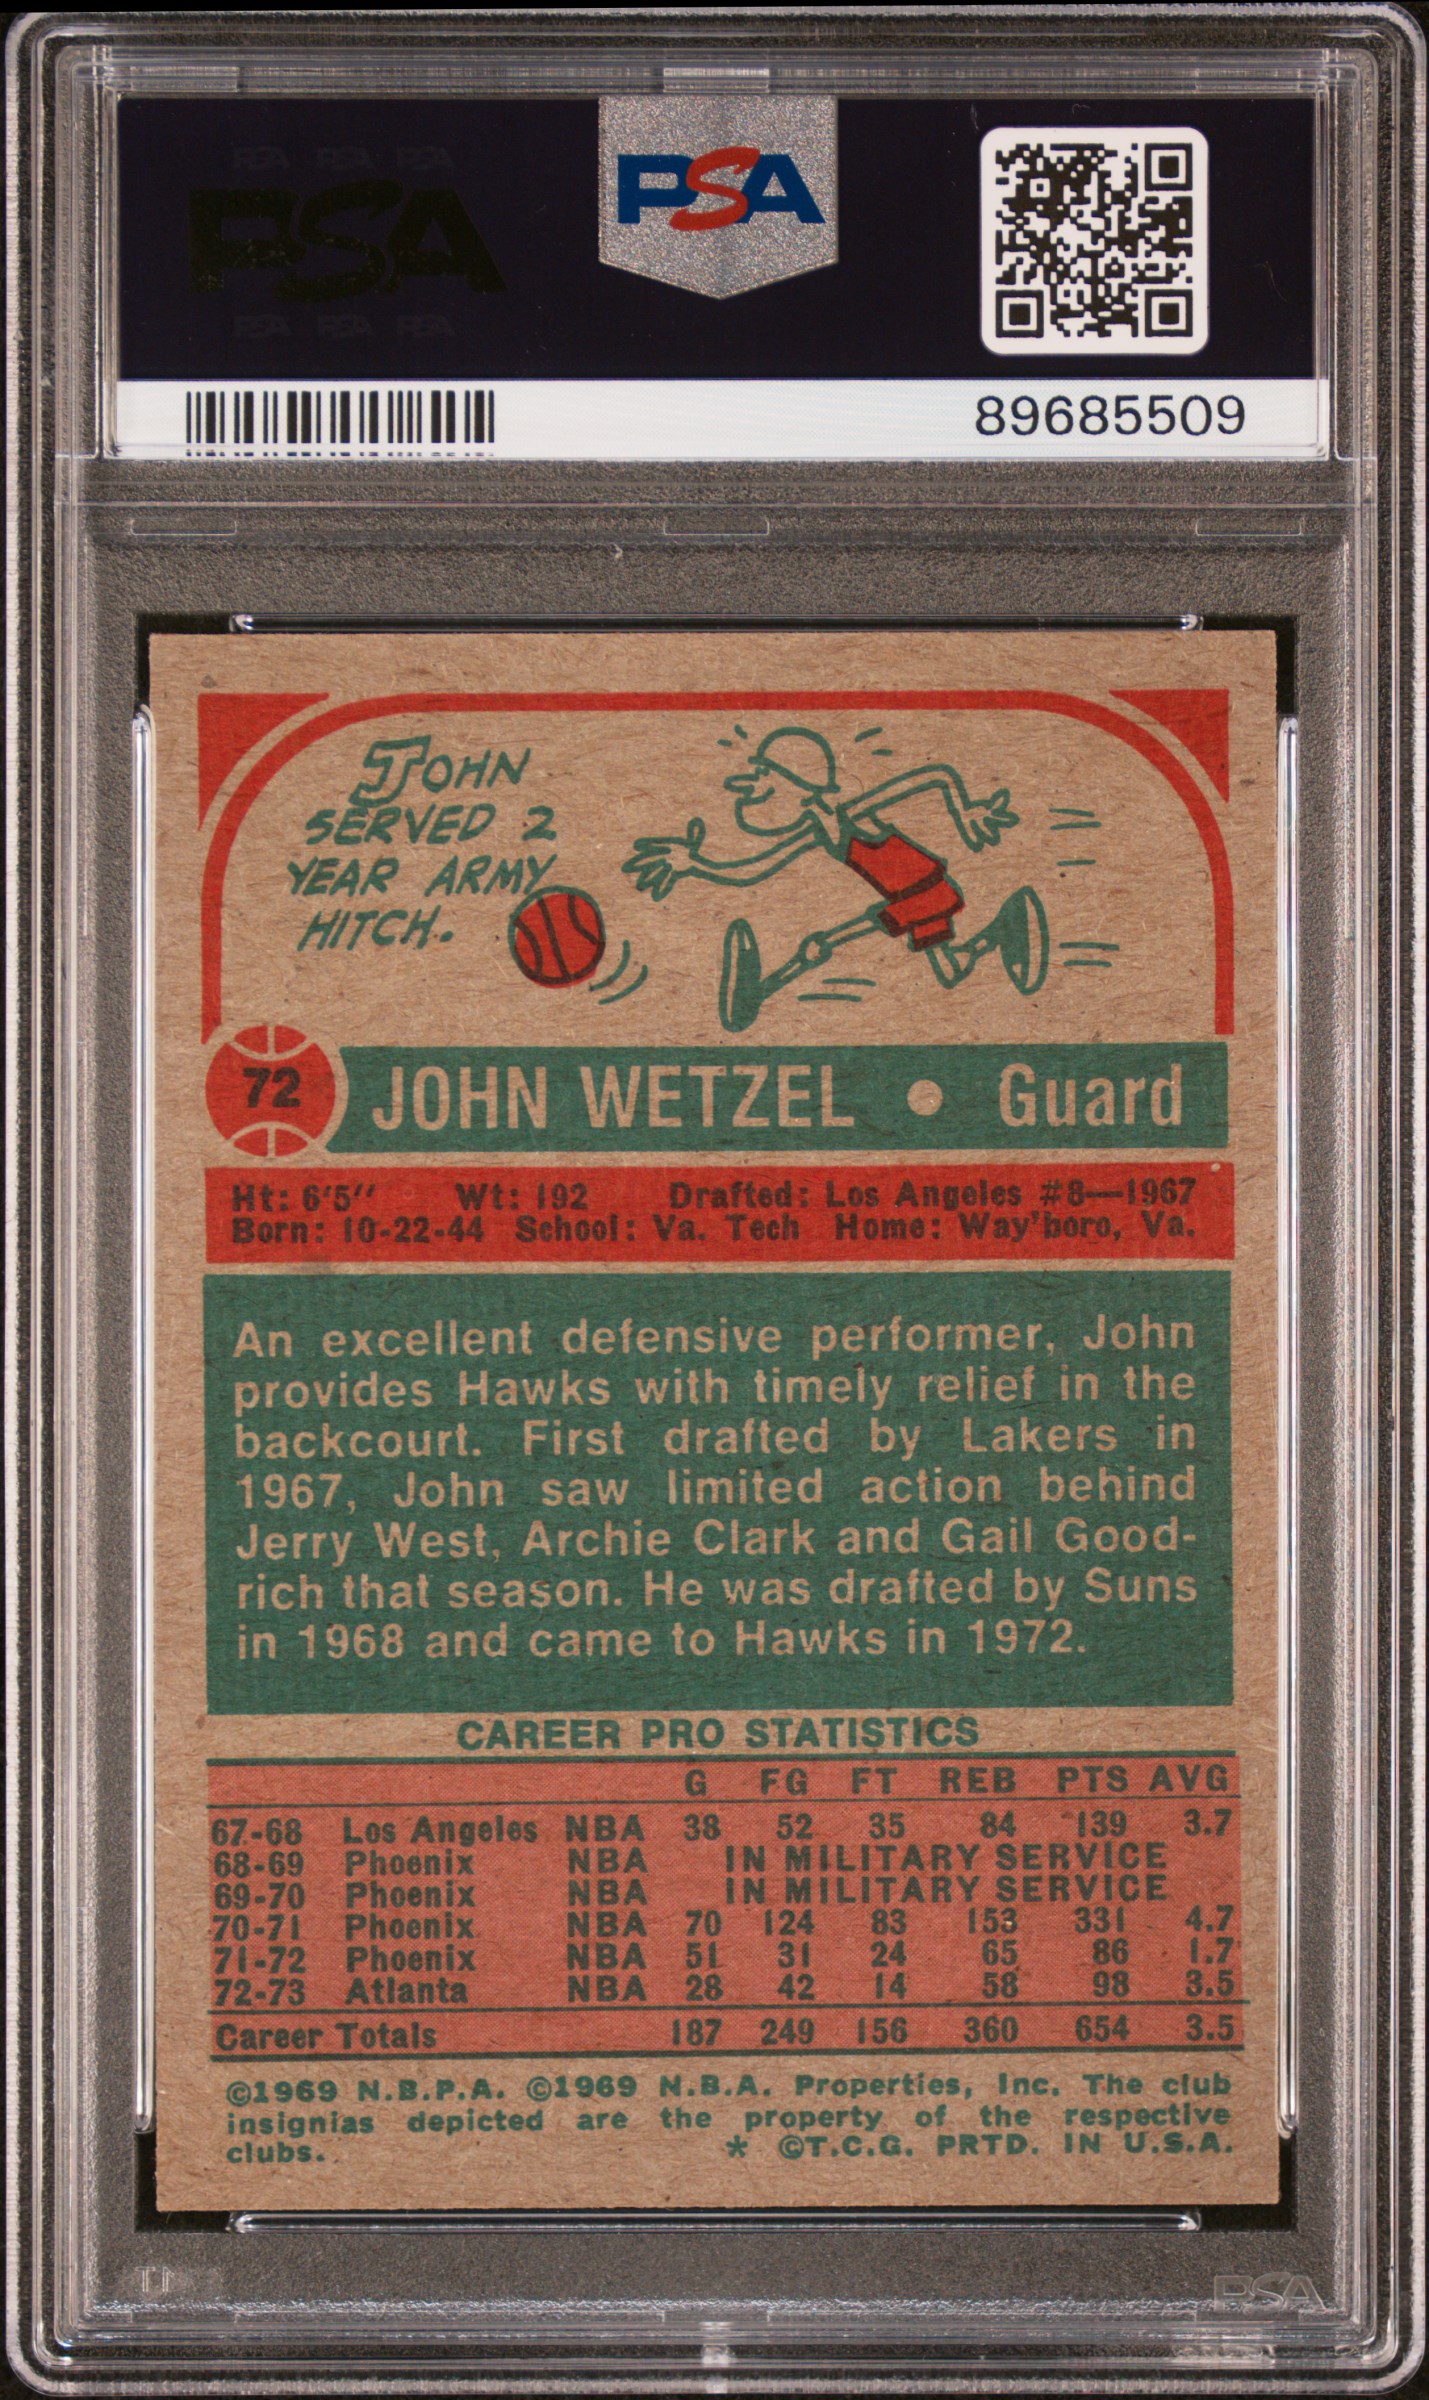 PSA PSA PSA
PSA
PSA PSA PSA
PSA
89685509
JOHN
SERVED 2
YEAR ARMY
HITCH.
72 JOHN WETZEL • Guard
Ht: 6'5" Wt: 192 Drafted: Los Angeles #8—1967
Born: 10-22-44 School: Va. Tech Home: Way'boro, Va.
An excellent defensive performer, John
provides Hawks with timely relief in the
backcourt. First drafted by Lakers in
1967, John saw limited action behind
Jerry West, Archie Clark and Gail Good-
rich that season. He was drafted by Suns
in 1968 and came to Hawks in 1972.
CAREER PRO STATISTICS
G FG FT REB PTS AVG
67-68 Los Angeles NBA 38 52 35 84 139 3.7
68-69 Phoenix NBA IN MILITARY SERVICE
69-70 Phoenix NBA IN MILITARY SERVICE
70-71 Phoenix NBA 70 124 83 153 331 4.7
71-72 Phoenix NBA 51 31 24 65 86 1.7
72-73 Atlanta NBA 28 42 14 58 98 3.5
Career Totals 187 249 156 360 654 3.5
©1969 N.B.P.A. ©1969 N.B.A. Properties, Inc. The club
insignias depicted are the property of the respective
clubs. * ©T.C.G. PRTD. IN U.S.A.
PSA